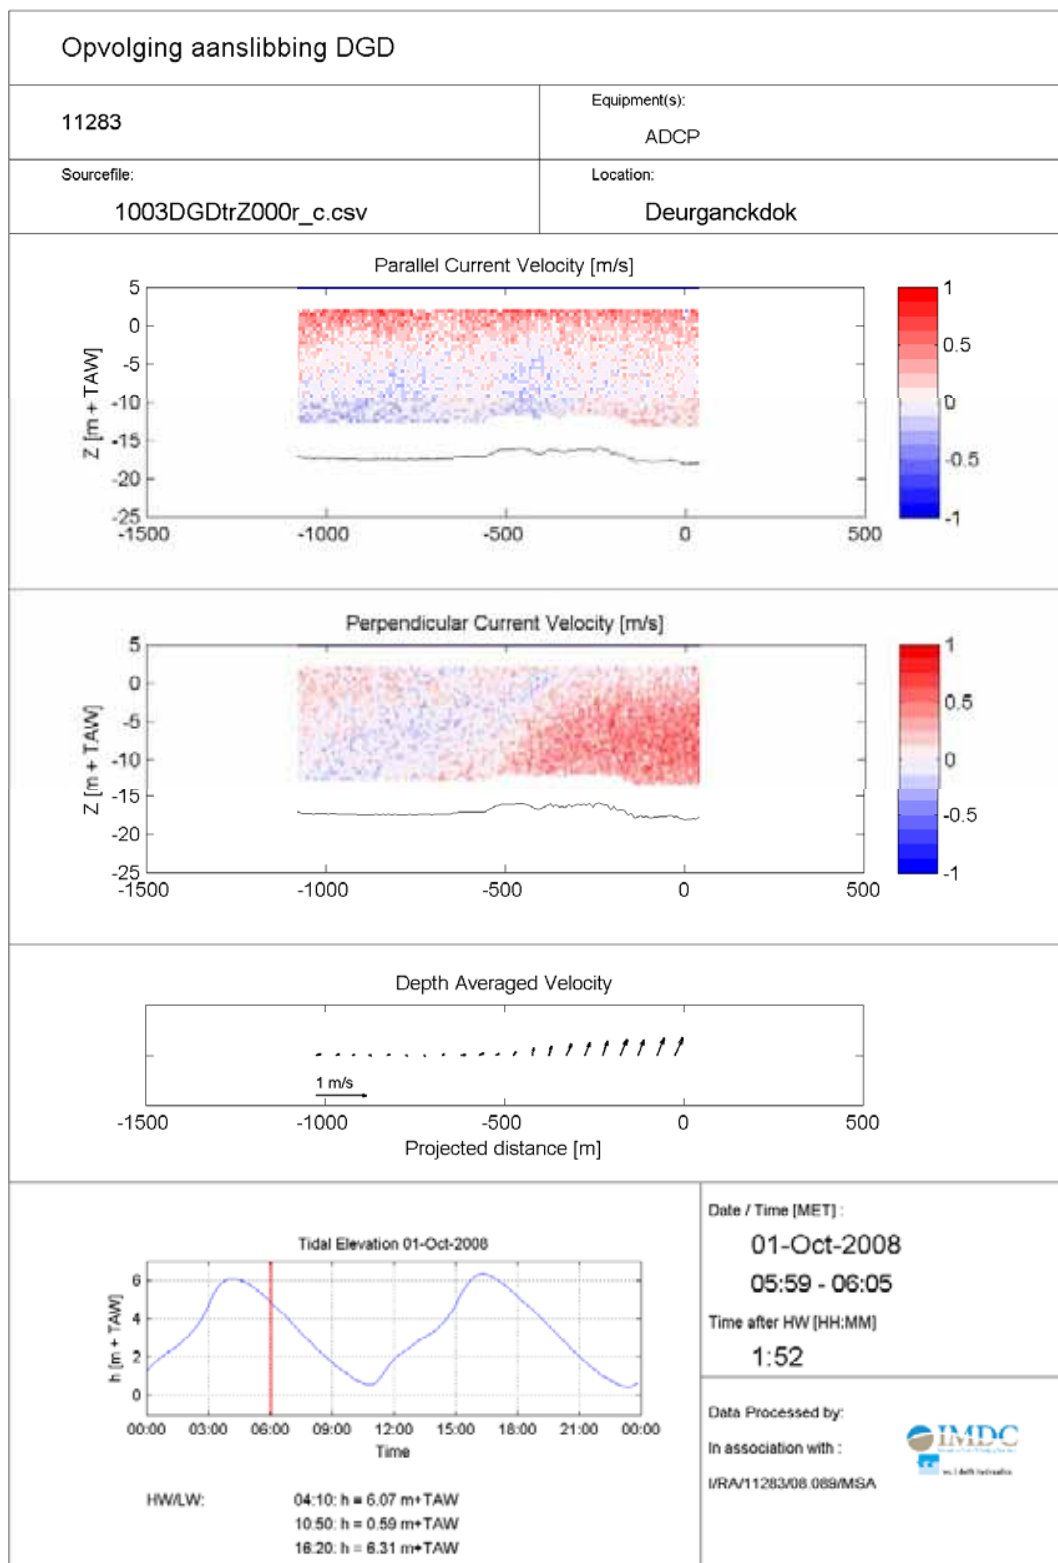 Opvolging aanslibbing DGD
11283
Equipment(s):
ADCP
Sourcefile:
1003DGDtrZ000r_c.csv
Location:
Deurganckdok
Parallel Current Velocity [m/s]
Z [m + TAW]
5
0
-5
-10
-15
-20
-25
-1500
-1000
-500
0
500
1
0.5
0
-0.5
-1
Perpendicular Current Velocity [m/s]
Z [m + TAW]
5
0
-5
-10
-15
-20
-25
-1500
-1000
-500
0
500
1
0.5
0
-0.5
-1
Depth Averaged Velocity
1 m/s
-1500
-1000
-500
0
500
Projected distance [m]
Tidal Elevation 01-Oct-2008
h [m + TAW]
6
4
2
0
00:00
03:00
06:00
09:00
12:00
15:00
18:00
21:00
00:00
Time
HW/LW:
04:10: h = 6.07 m+TAW
10:50: h = 0.59 m+TAW
16:20: h = 6.31 m+TAW
Date / Time [MET] :
01-Oct-2008
05:59 - 06:05
Time after HW [HH:MM]
1:52
Data Processed by:
IMDC
In association with :
wl | delft hydraulics
I/RA/11283/08.089/MSA